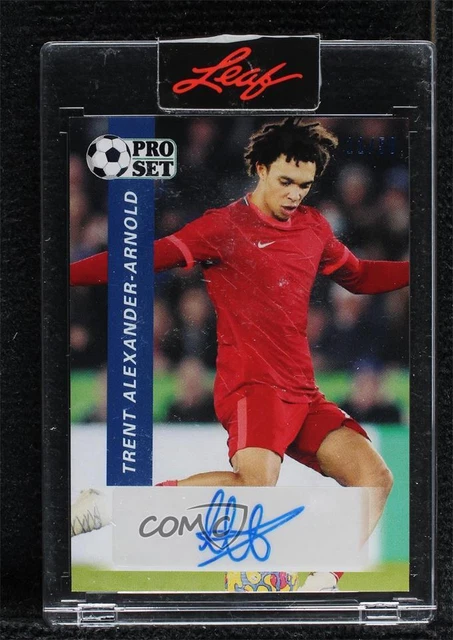 Leaf
PRO
SET
TRENT ALEXANDER-ARNOLD
COMC